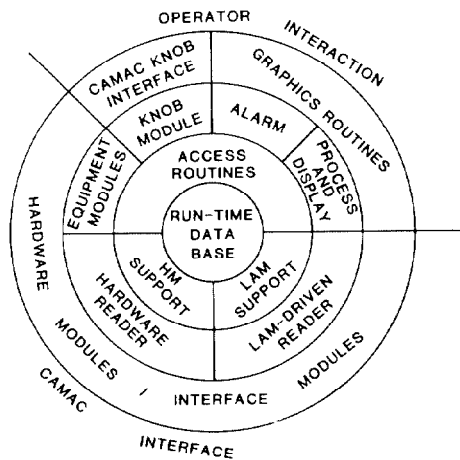 OPERATOR
INTERACTION
CAMAC KNOB
INTERFACE
GRAPHICS ROUTINES
KNOB
MODULE
ALARM
EQUIPMENT
MODULES
PROCESS
AND
DISPLAY
ACCESS
ROUTINES
RUN-TIME
DATA
BASE
HM
SUPPORT
LAM
SUPPORT
HARDWARE
READER
LAM-DRIVEN
READER
HARDWARE
MODULES / INTERFACE MODULES
CAMAC
INTERFACE